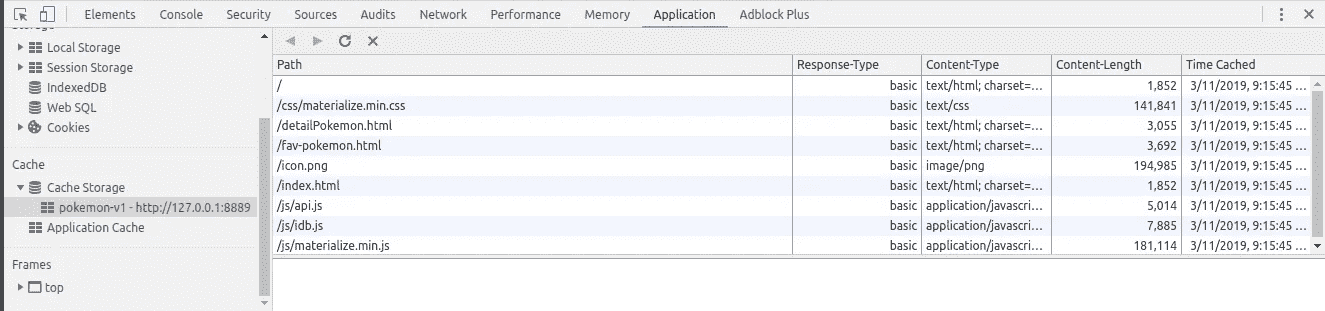 Elements Console Security Sources Audits Network Performance Memory Application Adblock Plus
Storage
Local Storage
Session Storage
IndexedDB
Web SQL
Cookies
Cache
Cache Storage
pokemon-v1 - http://127.0.0.1:8889
Application Cache
Frames
top
Path Response-Type Content-Type Content-Length Time Cached
/ basic text/html; charset=... 1,852 3/11/2019, 9:15:45 ...
/css/materialize.min.css basic text/css 141,841 3/11/2019, 9:15:45 ...
/detailPokemon.html basic text/html; charset=... 3,055 3/11/2019, 9:15:45 ...
/fav-pokemon.html basic text/html; charset=... 3,692 3/11/2019, 9:15:45 ...
/icon.png basic image/png 194,985 3/11/2019, 9:15:45 ...
/index.html basic text/html; charset=... 1,852 3/11/2019, 9:15:45 ...
/js/api.js basic application/javascri... 5,014 3/11/2019, 9:15:45 ...
/js/idb.js basic application/javascri... 7,885 3/11/2019, 9:15:45 ...
/js/materialize.min.js basic application/javascri... 181,114 3/11/2019, 9:15:45 ...